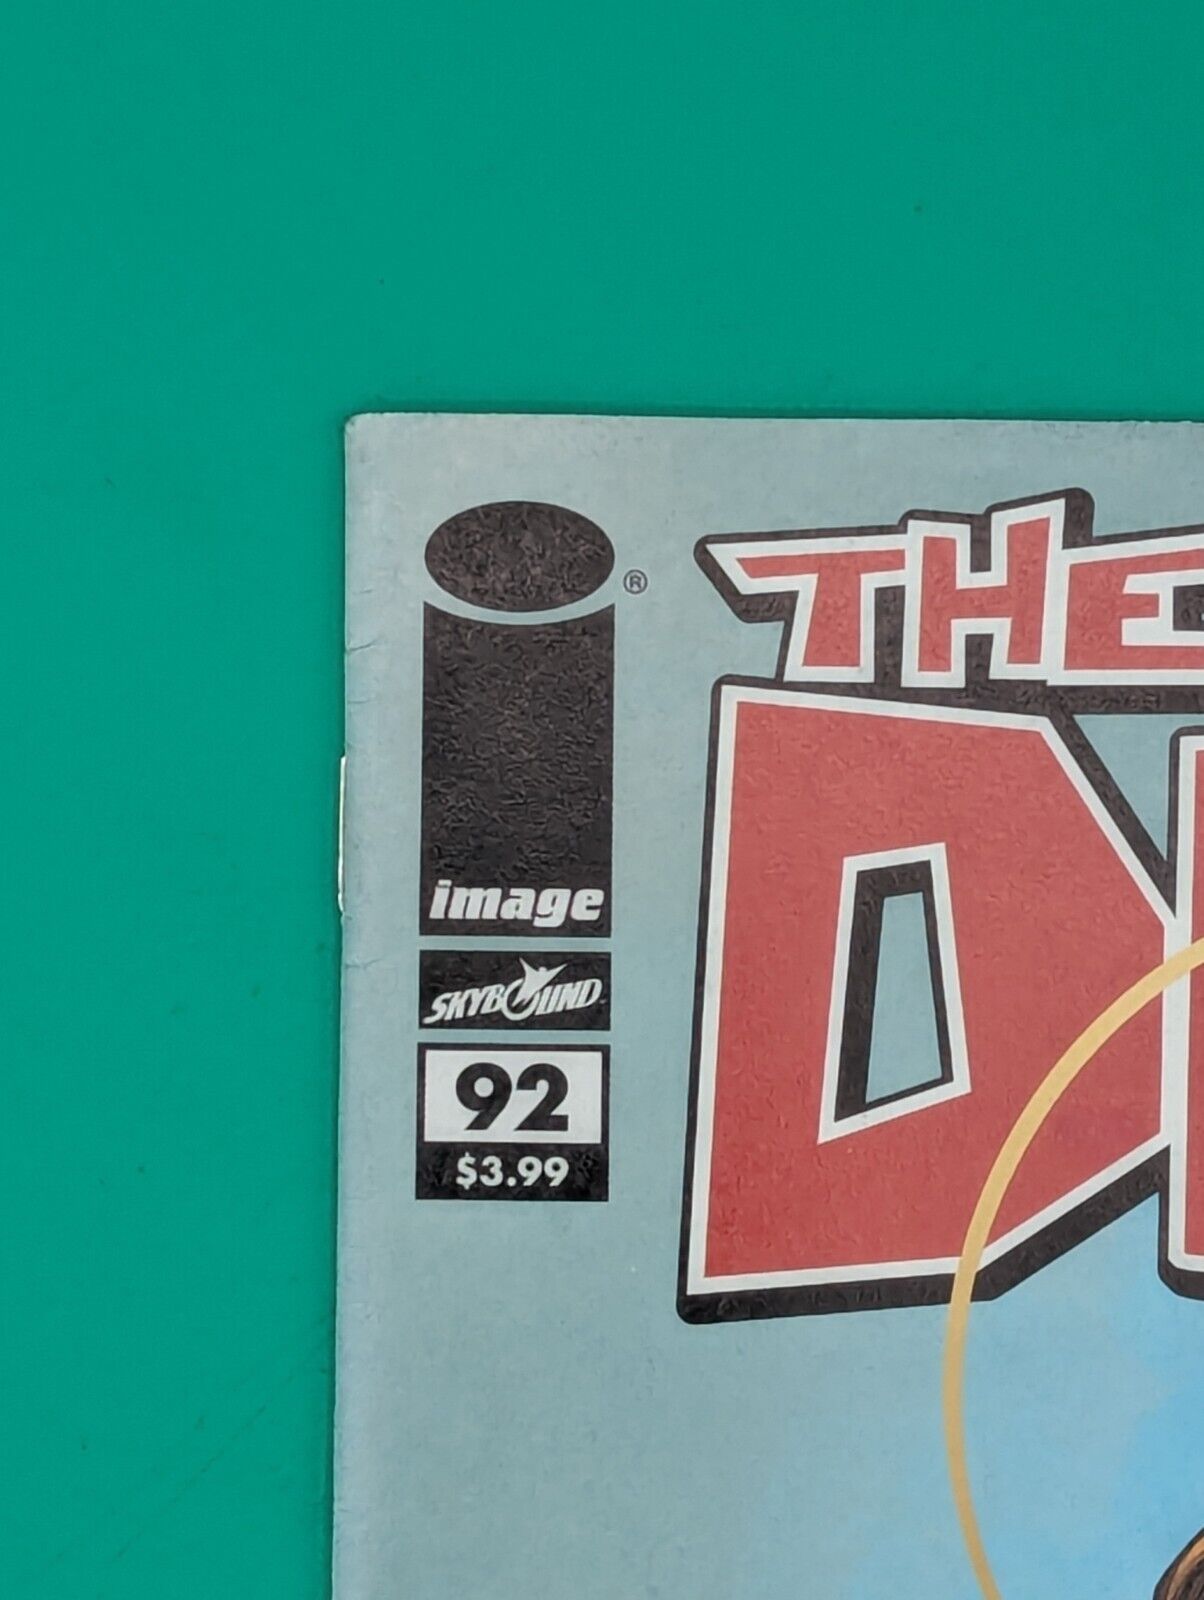 ®
image
SKYBOUND
92
$3.99
THE
D